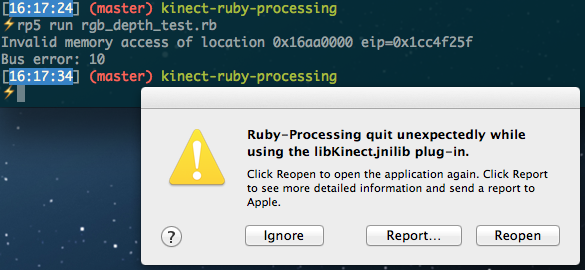 [16:17:24] (master) kinect-ruby-processing
⚡rp5 run rgb_depth_test.rb
Invalid memory access of location 0x16aa0000 eip=0x1cc4f25f
Bus error: 10
[16:17:34] (master) kinect-ruby-processing
⚡
Ruby-Processing quit unexpectedly while
using the libKinect.jnilib plug-in.
Click Reopen to open the application again. Click Report
to see more detailed information and send a report to
Apple.
?
Ignore
Report...
Reopen